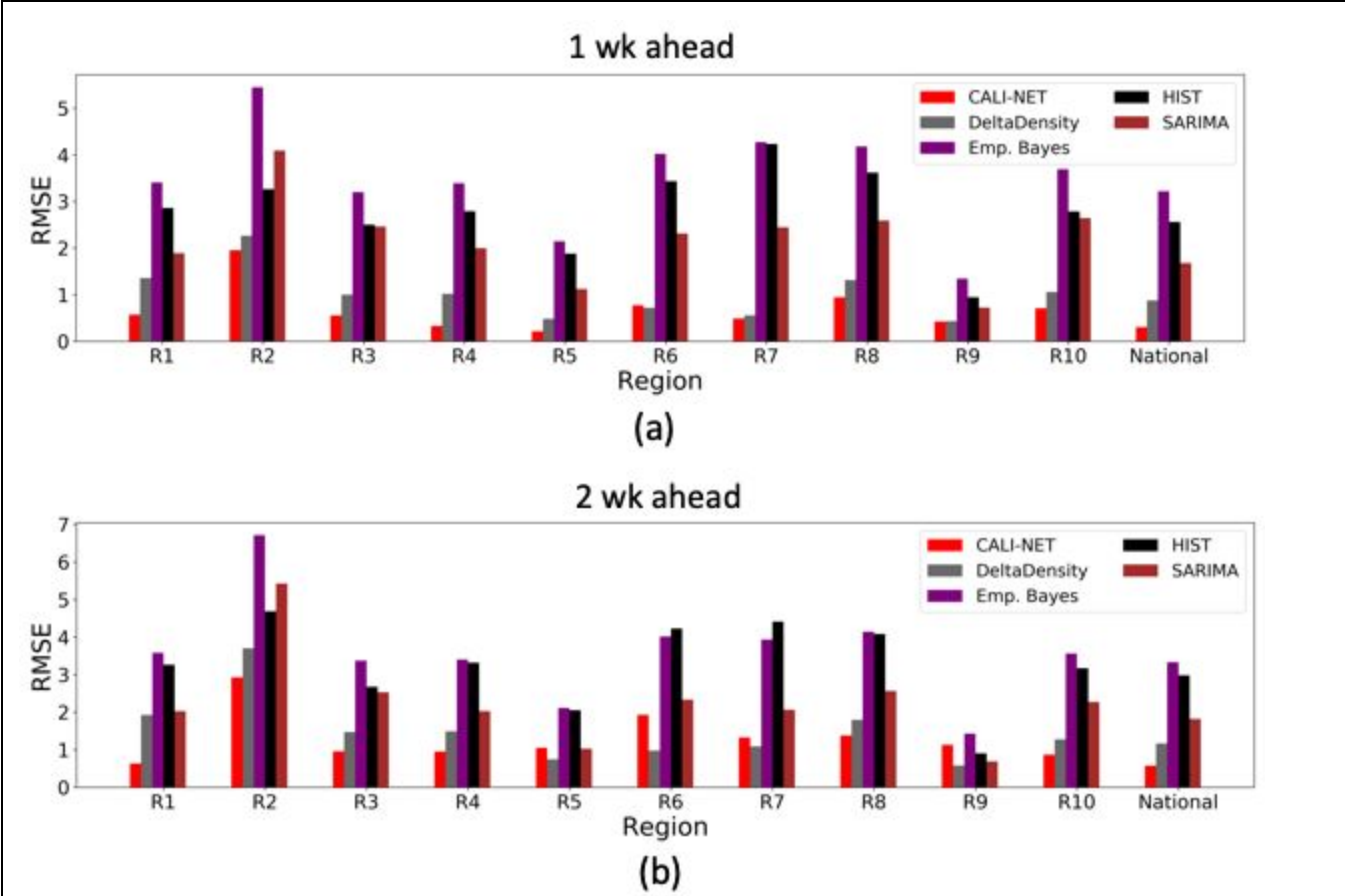 1 wk ahead
CALI-NET HIST
DeltaDensity SARIMA
Emp. Bayes
RMSE
5
4
3
2
1
0
R1 R2 R3 R4 R5 R6 R7 R8 R9 R10 National
Region
(a)
2 wk ahead
CALI-NET HIST
DeltaDensity SARIMA
Emp. Bayes
RMSE
7
6
5
4
3
2
1
0
R1 R2 R3 R4 R5 R6 R7 R8 R9 R10 National
Region
(b)